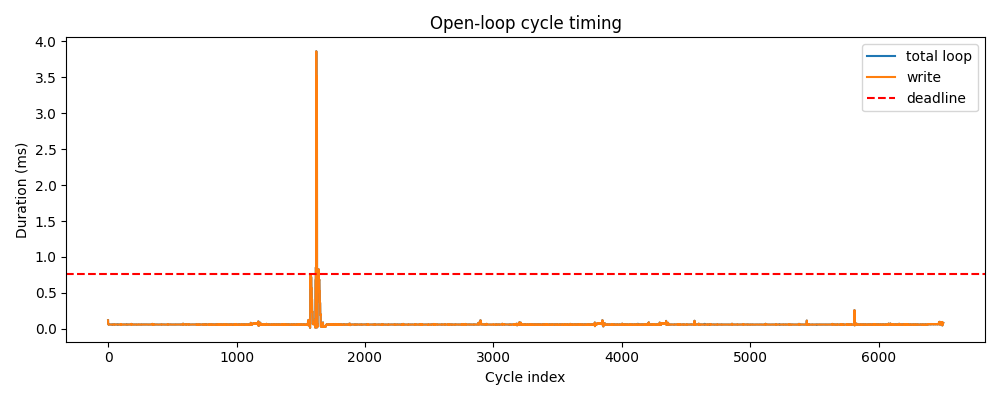 Open-loop cycle timing
total loop
write
deadline
Duration (ms)
4.0
3.5
3.0
2.5
2.0
1.5
1.0
0.5
0.0
0 1000 2000 3000 4000 5000 6000
Cycle index